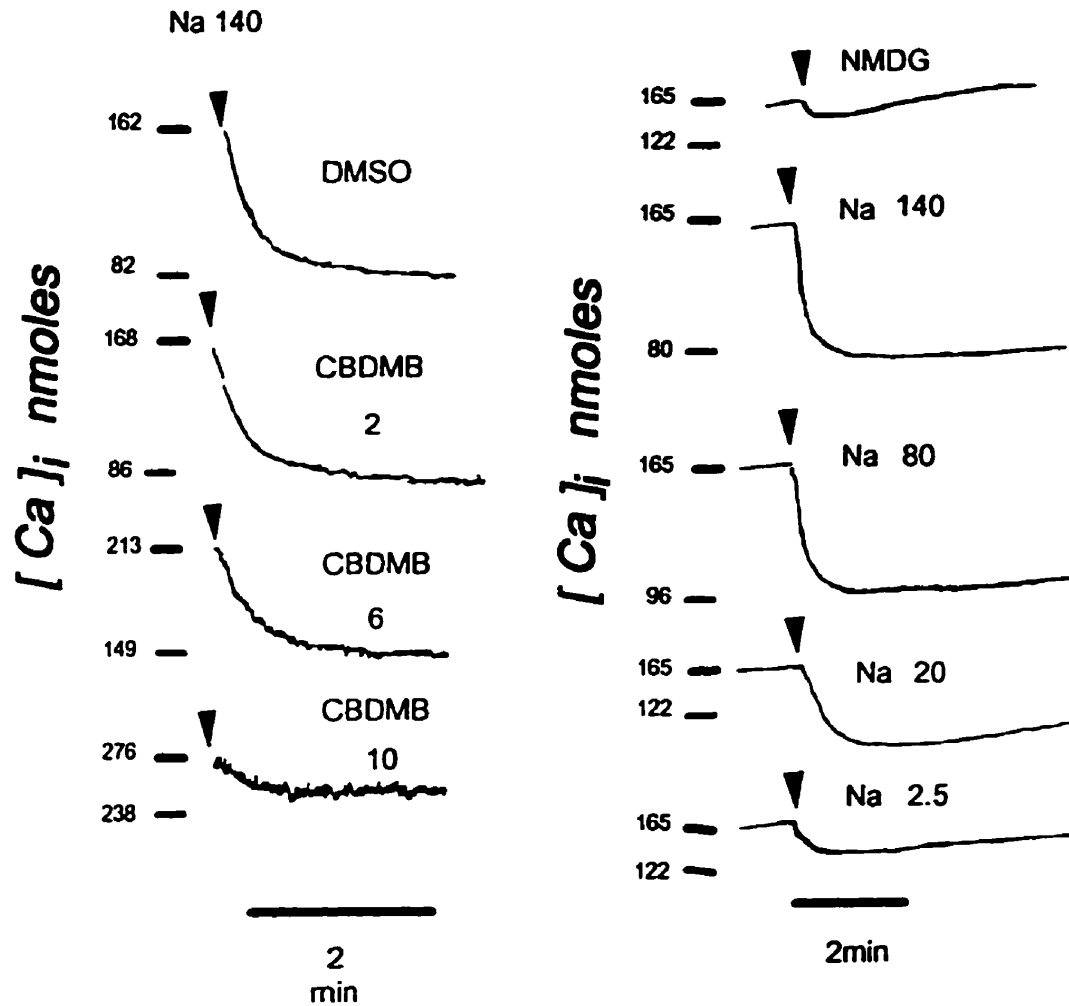 Na 140
162
DMSO
82
[ Ca ]i nmoles
168
CBDMB
2
86
213
CBDMB
6
149
CBDMB
276
10
238
2
min
NMDG
165
122
165
Na 140
[ Ca ]i nmoles
80
165
Na 80
96
165
Na 20
122
165
Na 2.5
122
2min